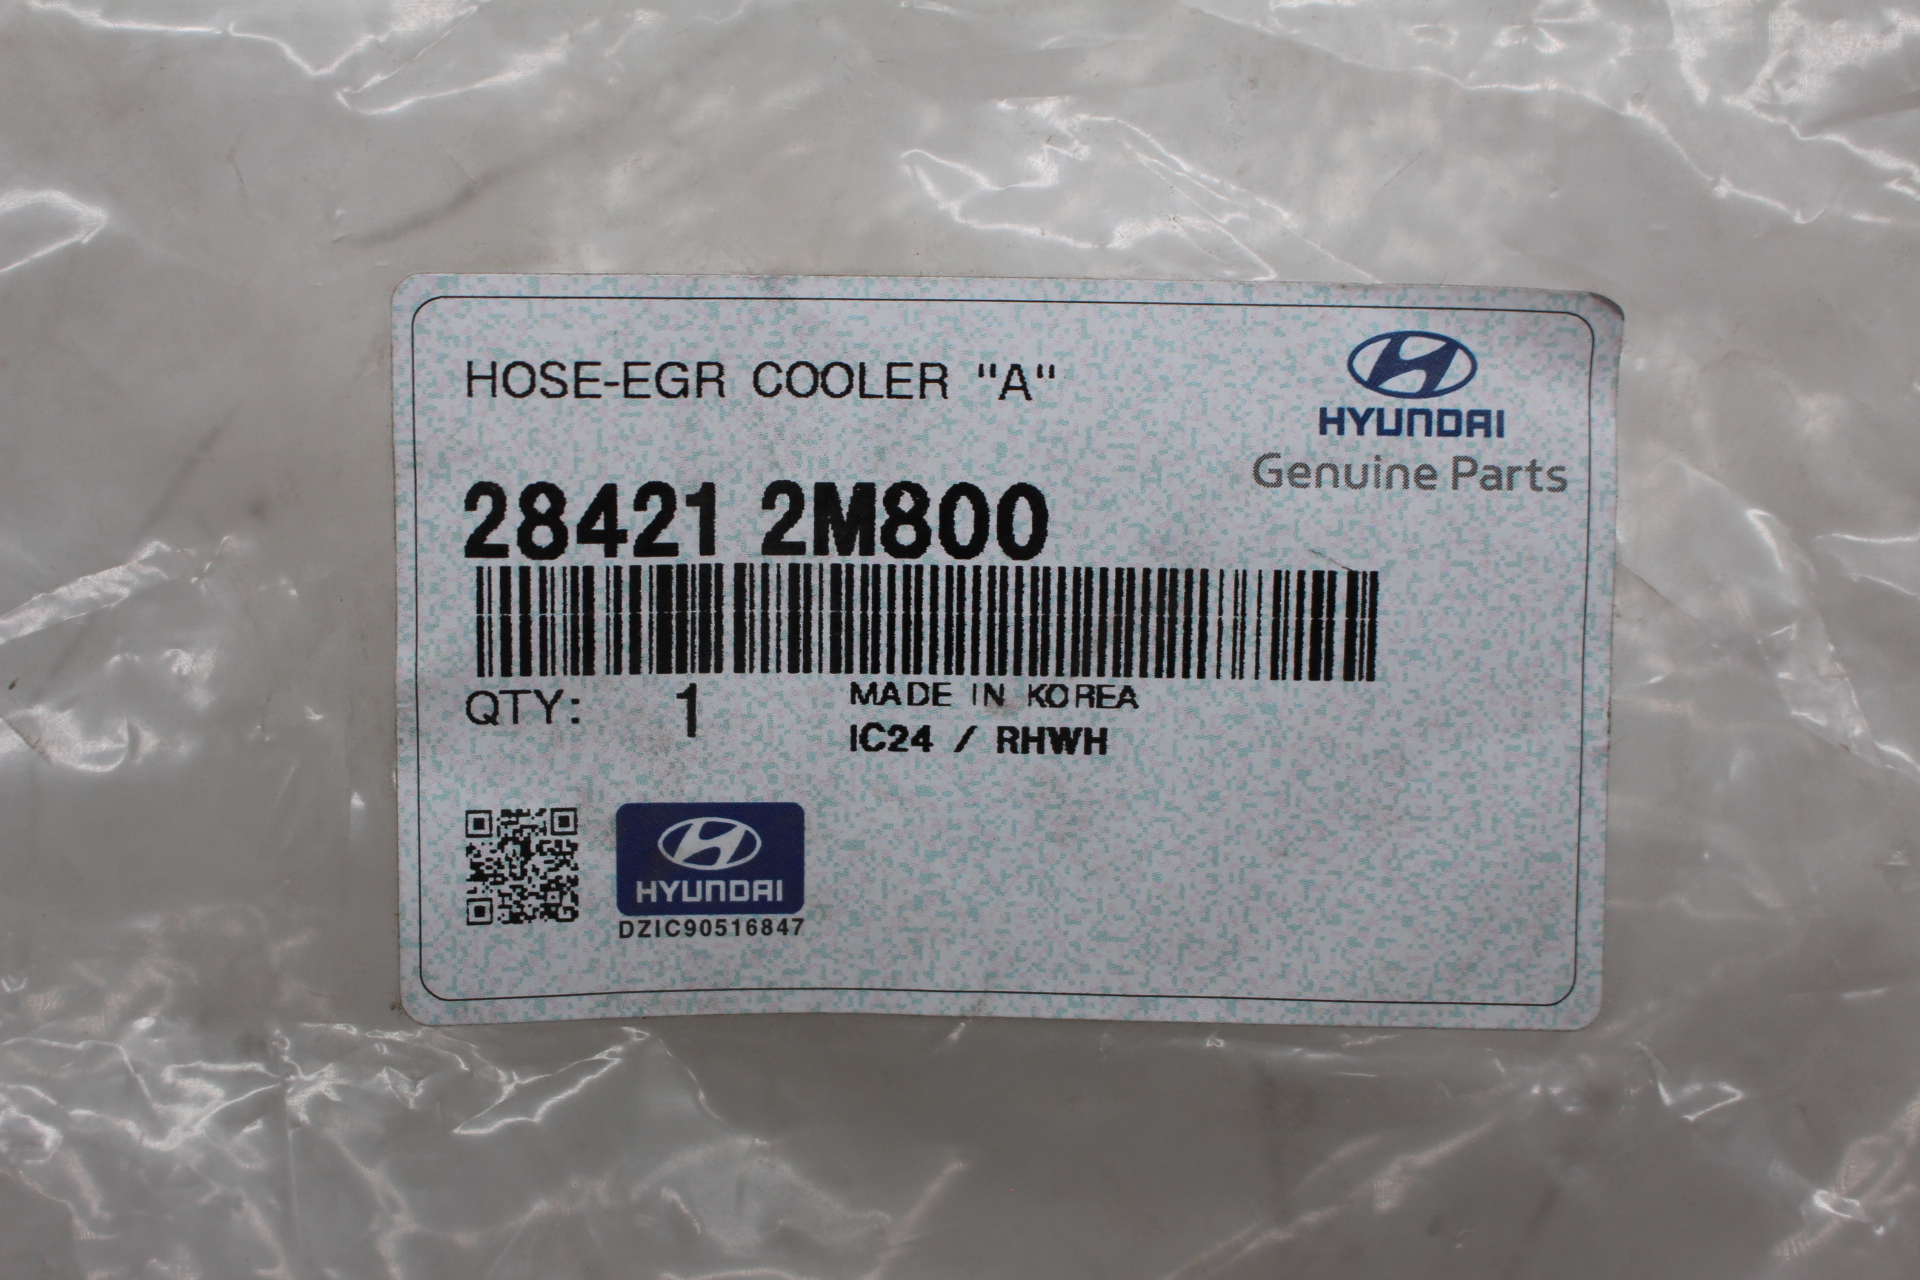 HOSE-EGR COOLER "A"
HYUNDAI
Genuine Parts
28421 2M800
QTY: 1
MADE IN KOREA
IC24 / RHWH
HYUNDAI
DZIC90516847